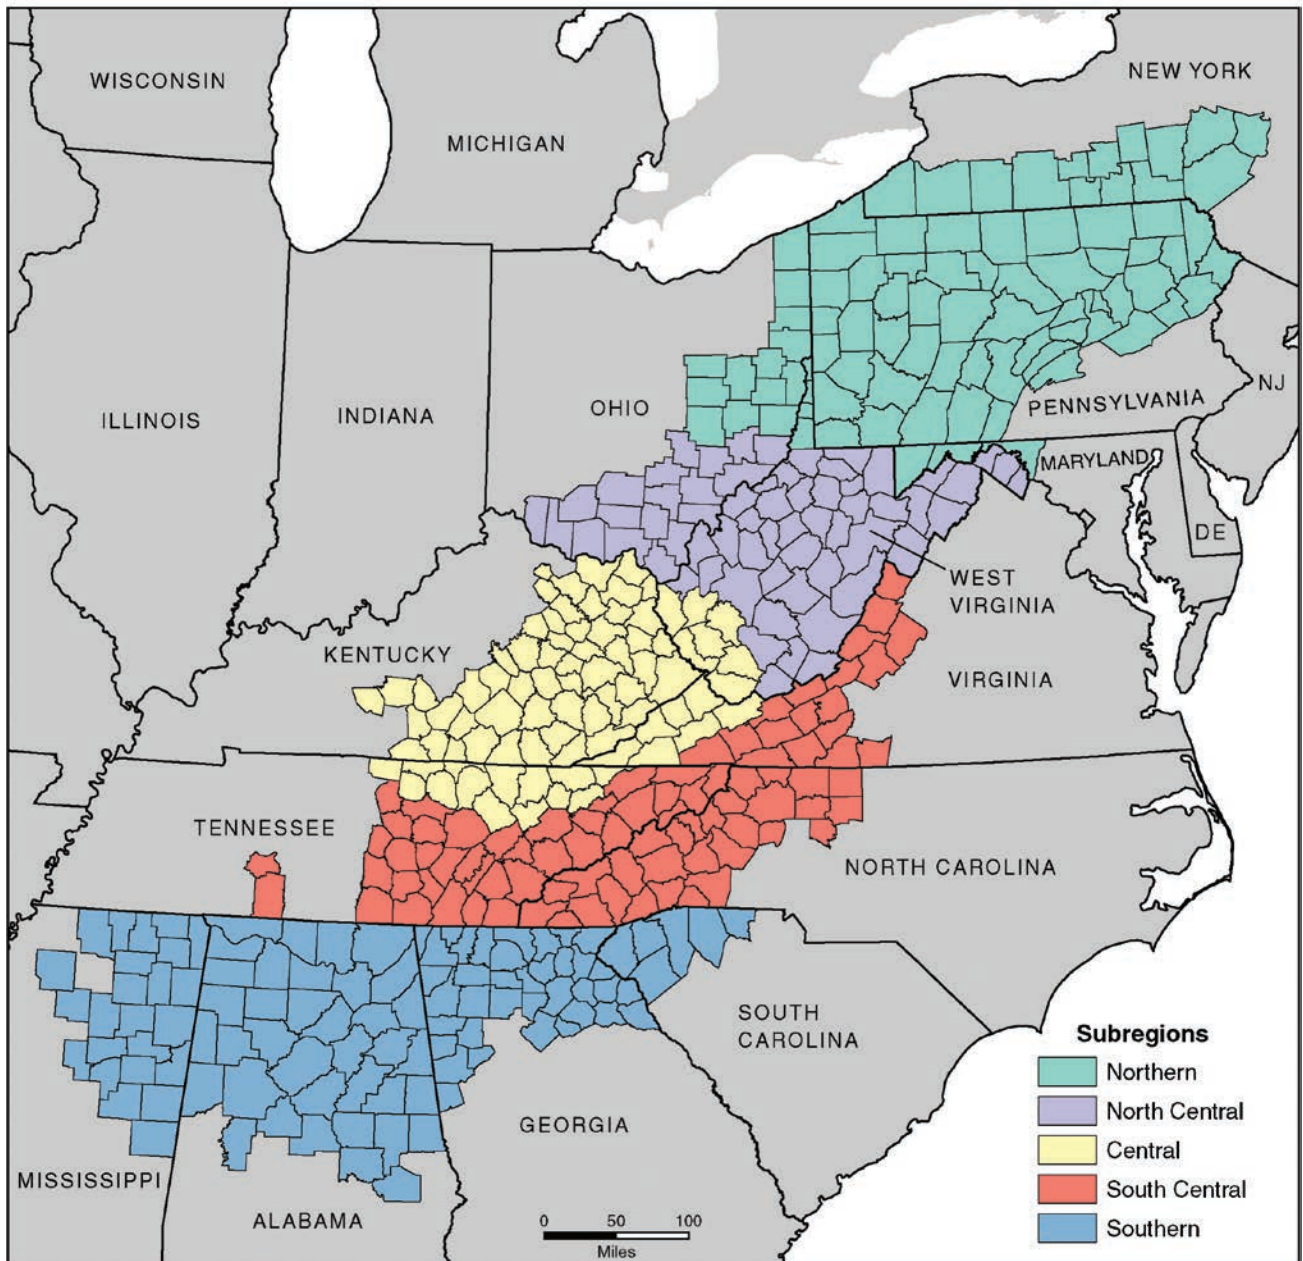 WISCONSIN
NEW YORK
MICHIGAN
ILLINOIS
INDIANA
OHIO
PENNSYLVANIA
NJ
MARYLAND
DE
WEST
VIRGINIA
KENTUCKY
VIRGINIA
TENNESSEE
NORTH CAROLINA
SOUTH
CAROLINA
GEORGIA
MISSISSIPPI
ALABAMA
0 50 100
Miles
Subregions
Northern
North Central
Central
South Central
Southern